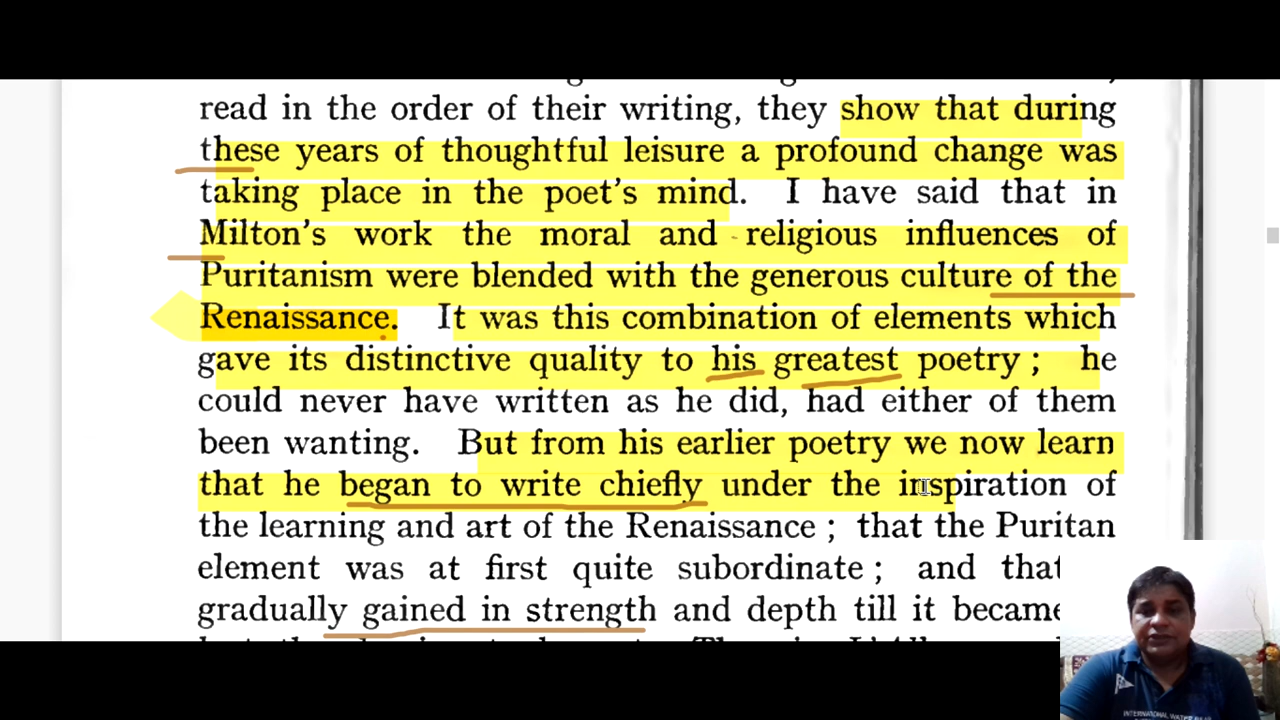 read in the order of their writing, they show that during
these years of thoughtful leisure a profound change was
taking place in the poet's mind. I have said that in
Milton's work the moral and religious influences of
Puritanism were blended with the generous culture of the
Renaissance. It was this combination of elements which
gave its distinctive quality to his greatest poetry ; he
could never have written as he did, had either of them
been wanting. But from his earlier poetry we now learn
that he began to write chiefly under the inspiration of
the learning and art of the Renaissance ; that the Puritan
element was at first quite subordinate ; and that
gradually gained in strength and depth till it became
INTERNATIONAL WATER